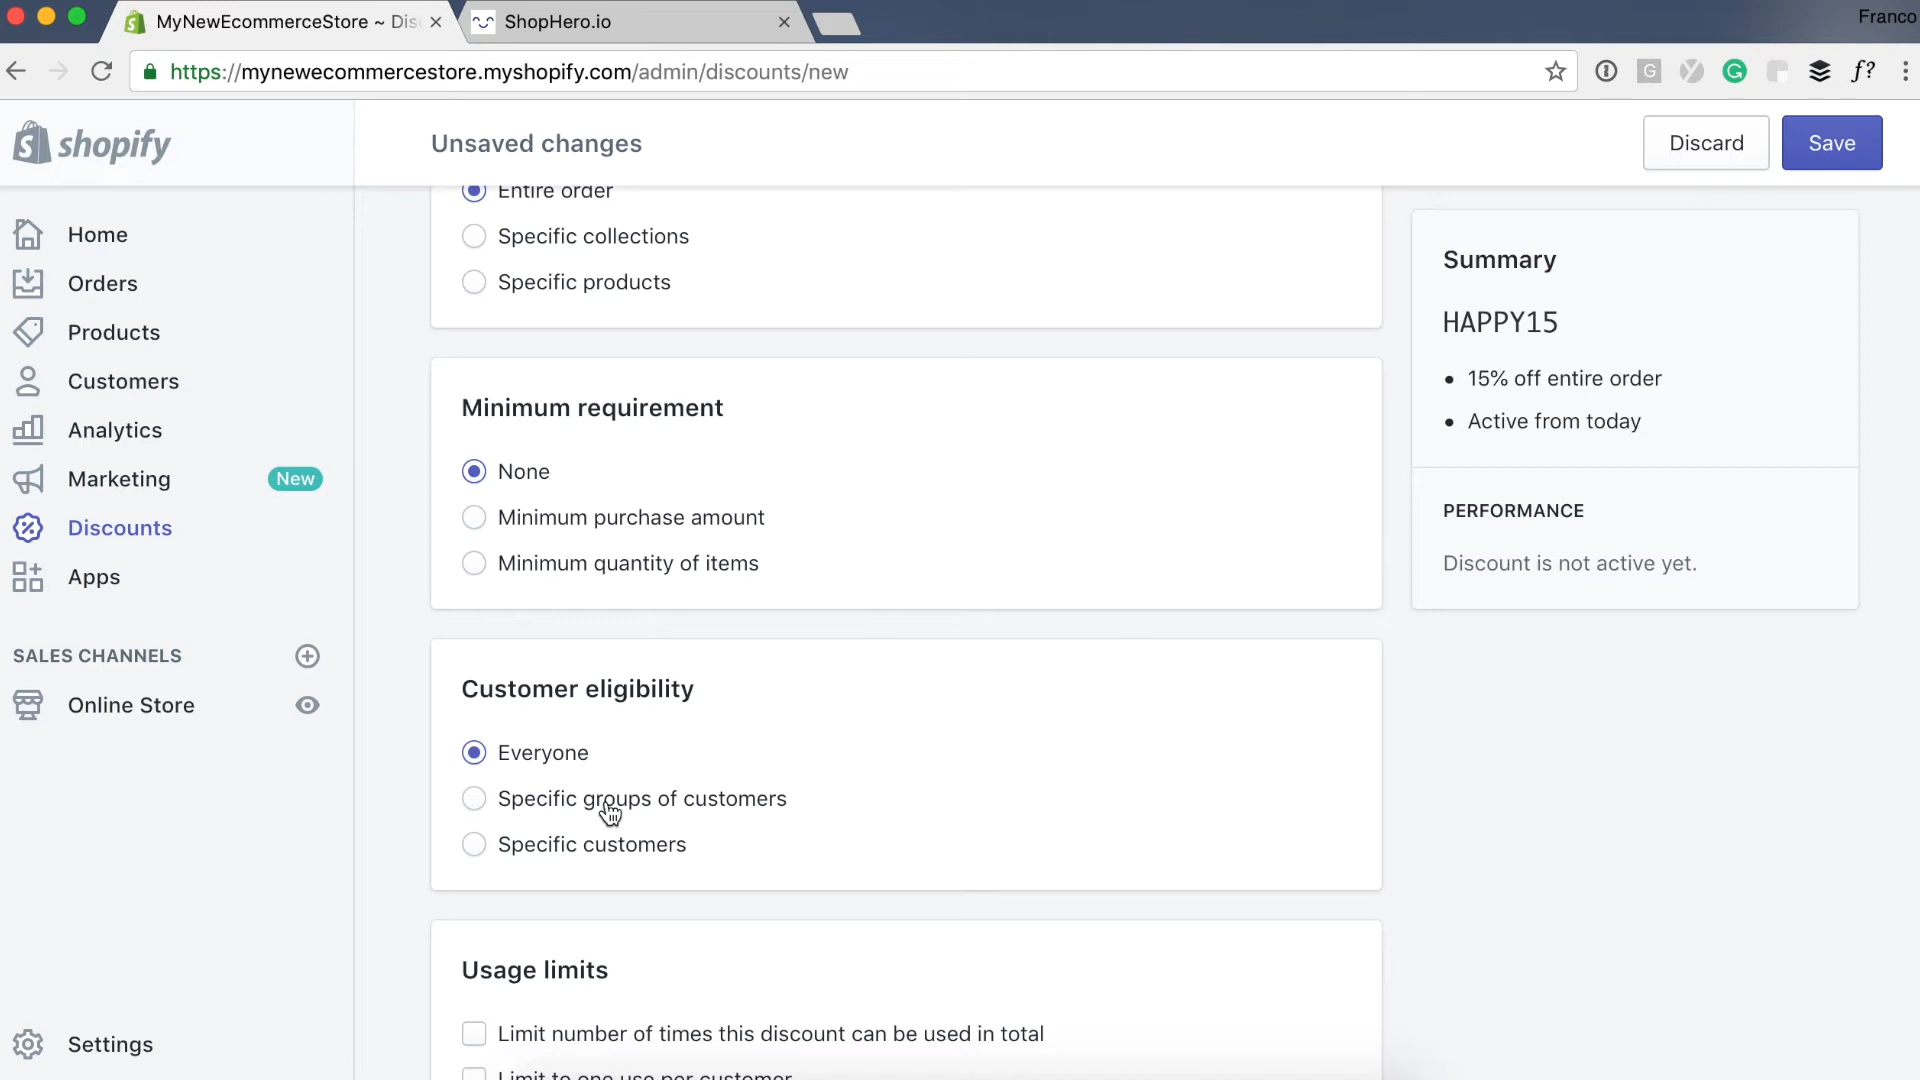 MyNewEcommerceStore ~ Dis
ShopHero.io
Franco
https://mynewecommercestore.myshopify.com/admin/discounts/new
shopify
Unsaved changes
Discard
Save
Home
Orders
Products
Customers
Analytics
Marketing
New
Discounts
Apps
SALES CHANNELS
Online Store
Settings
Entire order
Specific collections
Specific products
Minimum requirement
None
Minimum purchase amount
Minimum quantity of items
Customer eligibility
Everyone
Specific groups of customers
Specific customers
Usage limits
Limit number of times this discount can be used in total
Limit to one use per customer
Summary
HAPPY15
• 15% off entire order
• Active from today
PERFORMANCE
Discount is not active yet.